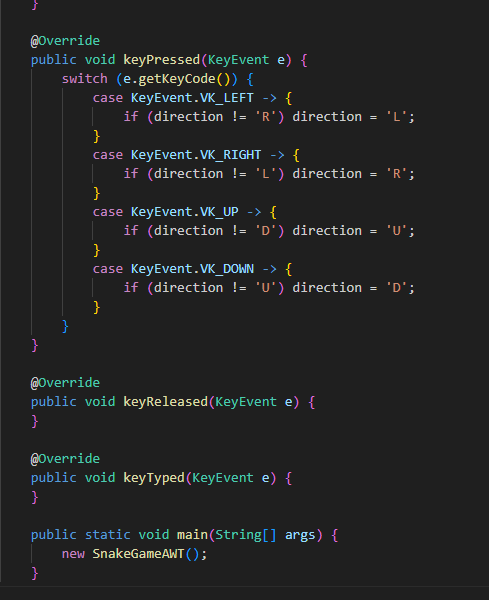 }
@Override
public void keyPressed(KeyEvent e) {
switch (e.getKeyCode()) {
case KeyEvent.VK_LEFT -> {
if (direction != 'R') direction = 'L';
}
case KeyEvent.VK_RIGHT -> {
if (direction != 'L') direction = 'R';
}
case KeyEvent.VK_UP -> {
if (direction != 'D') direction = 'U';
}
case KeyEvent.VK_DOWN -> {
if (direction != 'U') direction = 'D';
}
}
}
@Override
public void keyReleased(KeyEvent e) {
}
@Override
public void keyTyped(KeyEvent e) {
}
public static void main(String[] args) {
new SnakeGameAWT();
}